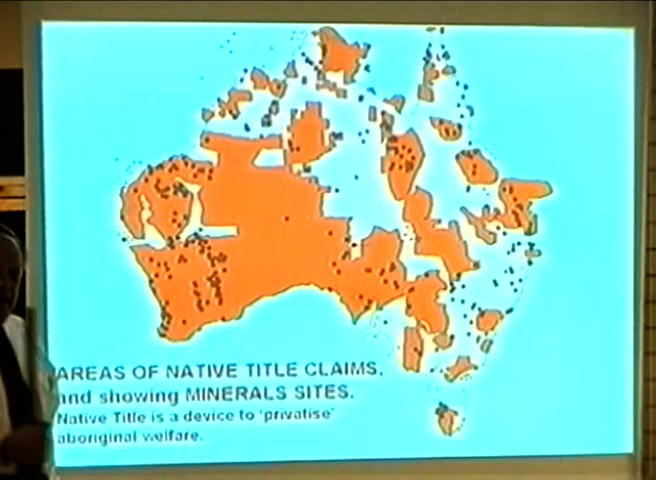 AREAS OF NATIVE TITLE CLAIMS,
and showing MINERALS SITES.
Native Title is a device to 'privatise'
aboriginal welfare.